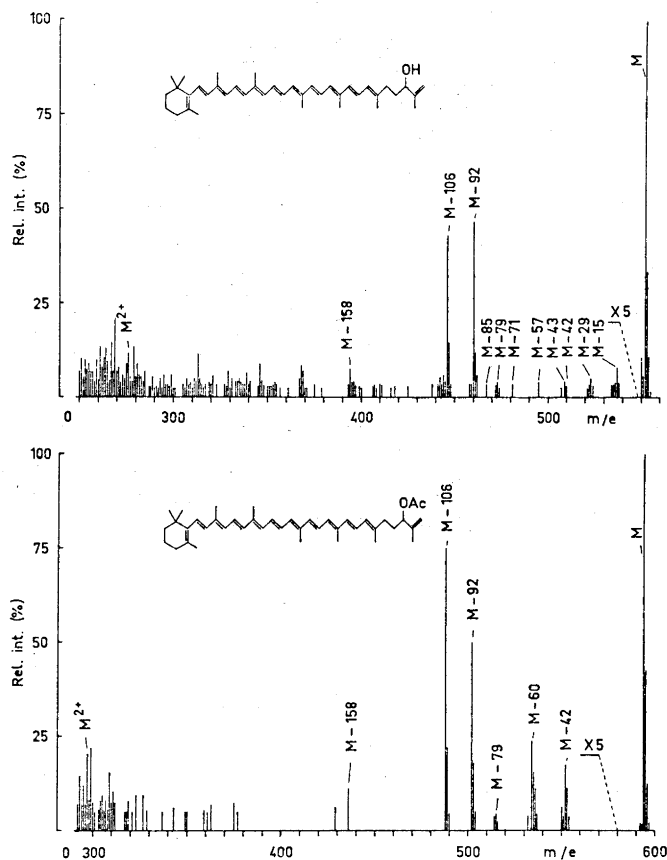 100
75
50
25
Rel. int. (%)
OH
M
M-106
M-92
M-158
M2+
M-85
M-79
M-71
M-57
M-43
M-42
M-29
M-15
X5
0 300 400 500 m/e
100
75
50
25
Rel. int. (%)
OAc
M
M-106
M-92
M-60
M-42
M-79
M-158
M2+
X5
0 300 400 500 m/e 600